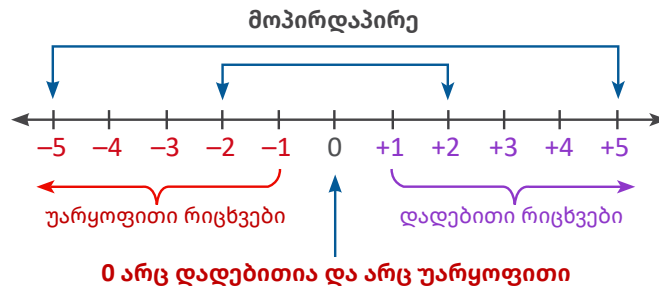 მოპირდაპირე
–5 –4 –3 –2 –1 0 +1 +2 +3 +4 +5
უარყოფითი რიცხვები დადებითი რიცხვები
0 არც დადებითია და არც უარყოფითი